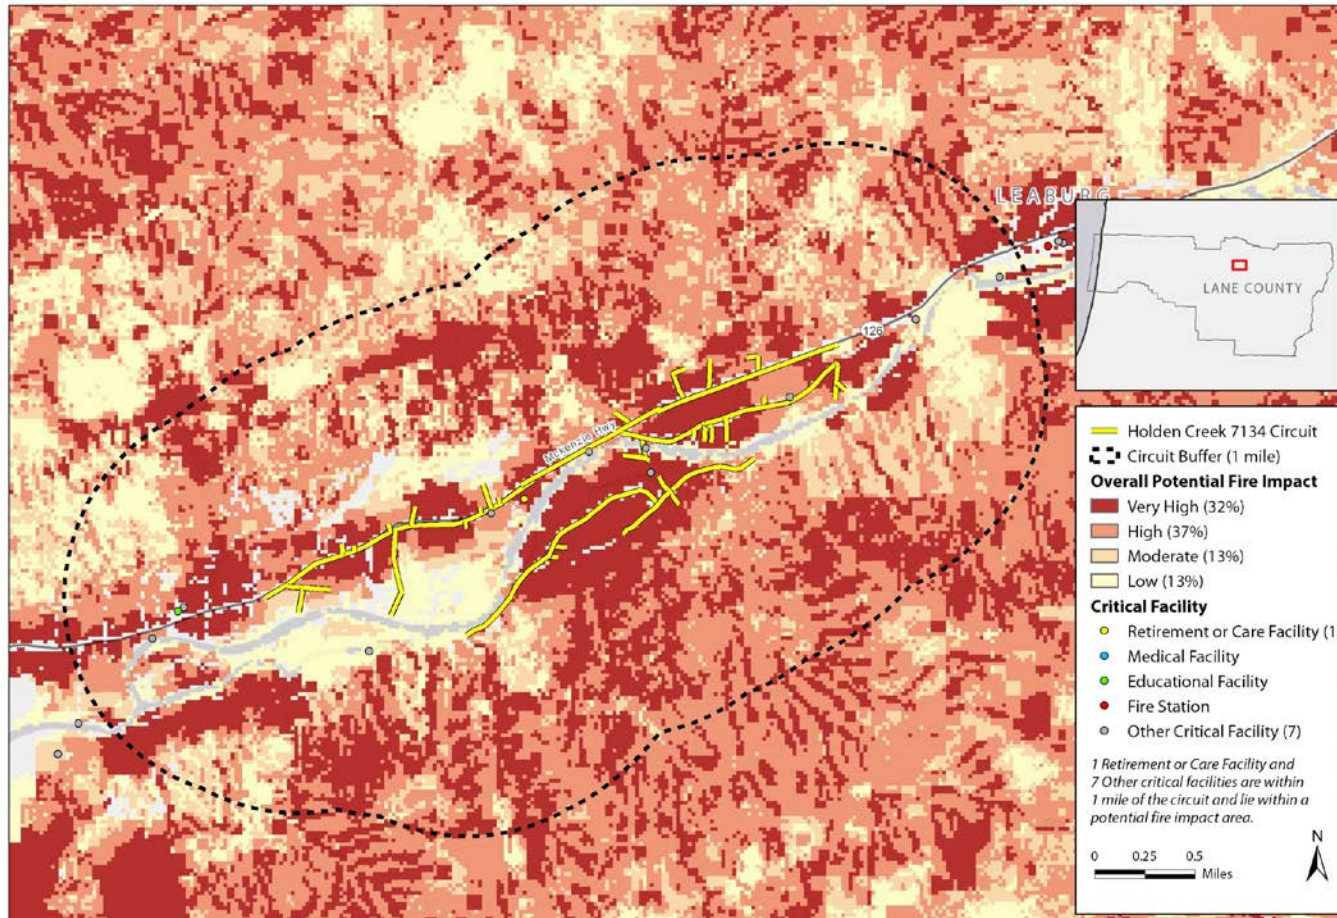 LEABURG
LANE COUNTY
126
Mckenzie Hwy
Holden Creek 7134 Circuit
Circuit Buffer (1 mile)
Overall Potential Fire Impact
Very High (32%)
High (37%)
Moderate (13%)
Low (13%)
Critical Facility
Retirement or Care Facility (1
Medical Facility
Educational Facility
Fire Station
Other Critical Facility (7)
1 Retirement or Care Facility and
7 Other critical facilities are within
1 mile of the circuit and lie within a
potential fire impact area.
N
0 0.25 0.5
Miles